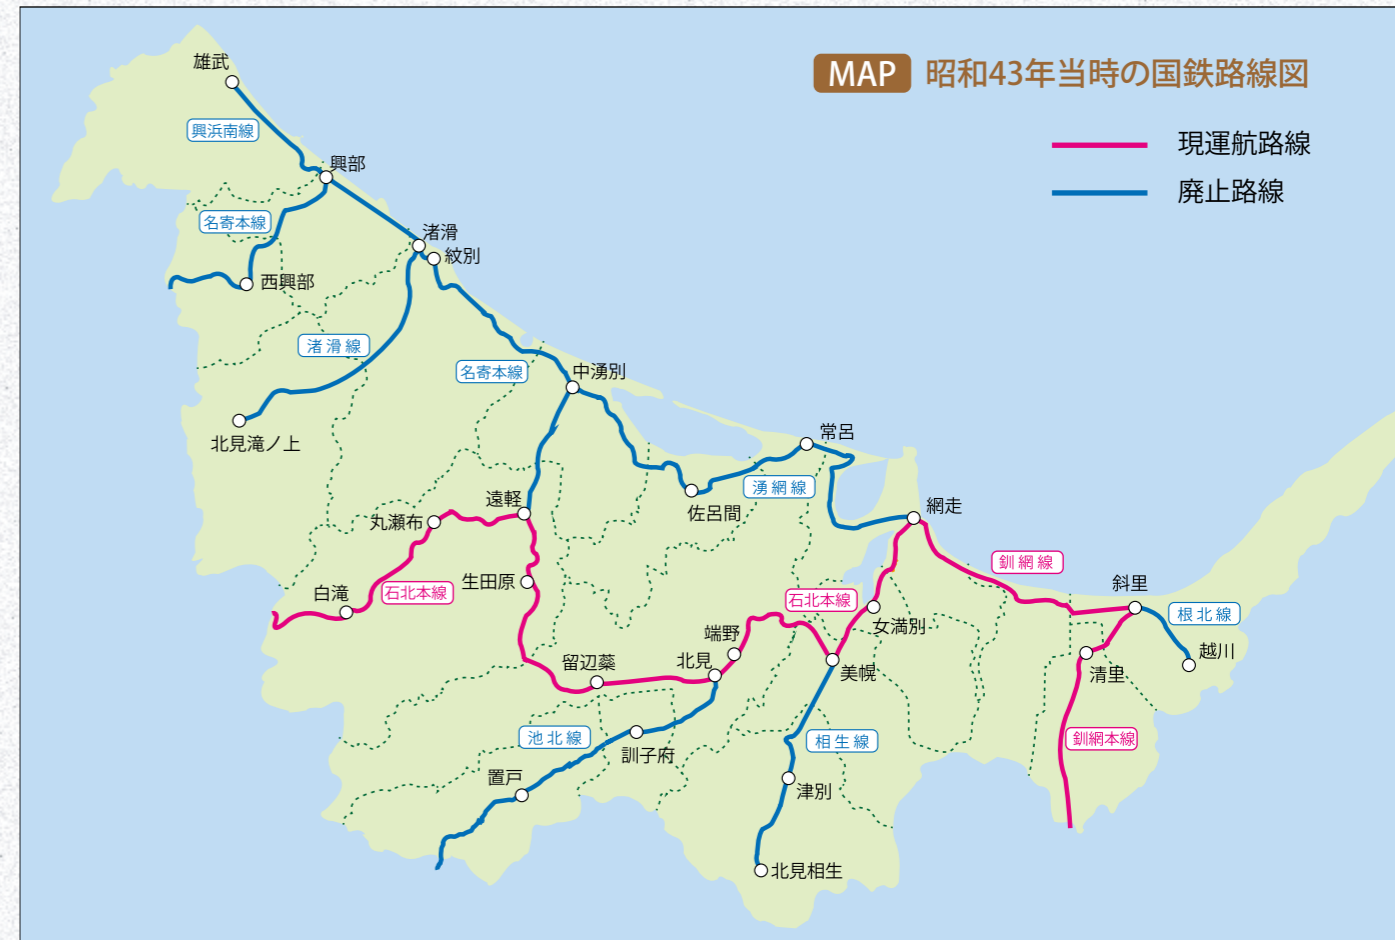 MAP 昭和43年当時の国鉄路線図
現運航路線
廃止路線
雄武
興浜南線
興部
名寄本線
渚滑
紋別
西興部
渚滑線
名寄本線
中湧別
北見滝ノ上
常呂
湧網線
遠軽
佐呂間
網走
丸瀬布
釧網線
生田原
石北本線
白滝
石北本線
斜里
根北線
女満別
端野
越川
留辺蘂
北見
美幌
清里
池北線
訓子府
相生線
釧網本線
置戸
津別
北見相生